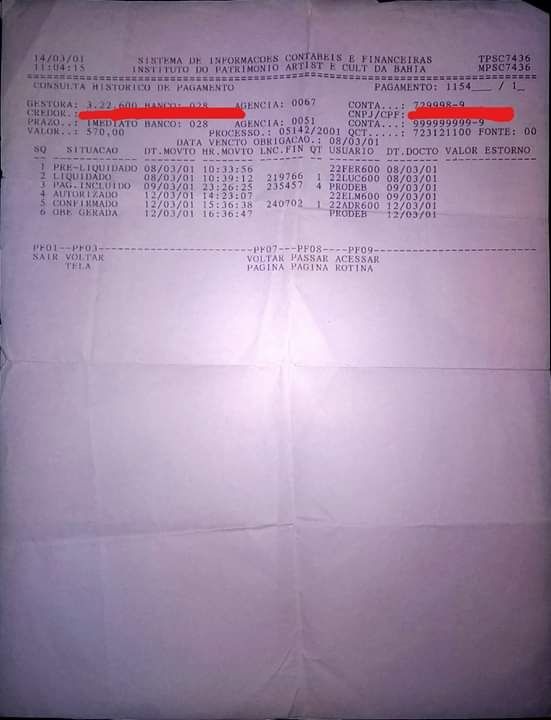 14/03/01 SISTEMA DE INFORMACOES CONTABEIS E FINANCEIRAS TPSC7436
11:04:15 INSTITUTO DO PATRIMONIO ARTIST E CULT DA BAHIA MPSC7436
CONSULTA HISTORICO DE PAGAMENTO PAGAMENTO: 1154___ / 1_
GESTORA: 3.22.600 BANCO: 028 AGENCIA: 0067 CONTA...: 729998-9
CREDOR.: CNPJ/CPF:
PRAZO..: IMEDIATO BANCO: 028 AGENCIA: 0051 CONTA...: 999999999-9
VALOR..: 570,00 PROCESSO.: 05142/2001 QCT.....: 723121100 FONTE: 00
DATA VENCTO OBRIGACAO.: 08/03/01
SQ SITUACAO DT.MOVTO HR.MOVTO LNC.FIN QT USUARIO DT.DOCTO VALOR ESTORNO
1 PRE-LIQUIDADO 08/03/01 10:33:56 22FER600 08/03/01
2 LIQUIDADO 08/03/01 10:39:12 219766 1 22LUC600 08/03/01
3 PAG.INCLUIDO 09/03/01 23:26:25 235457 4 PRODEB 09/03/01
4 AUTORIZADO 12/03/01 14:23:07 22ELM600 09/03/01
5 CONFIRMADO 12/03/01 15:36:38 240702 1 22ADR600 12/03/01
6 OBE GERADA 12/03/01 16:36:47 PRODEB 12/03/01
PF01--PF03---------------------PF07---PF08----PF09---------------------
SAIR VOLTAR VOLTAR PASSAR ACESSAR
TELA PAGINA PAGINA ROTINA